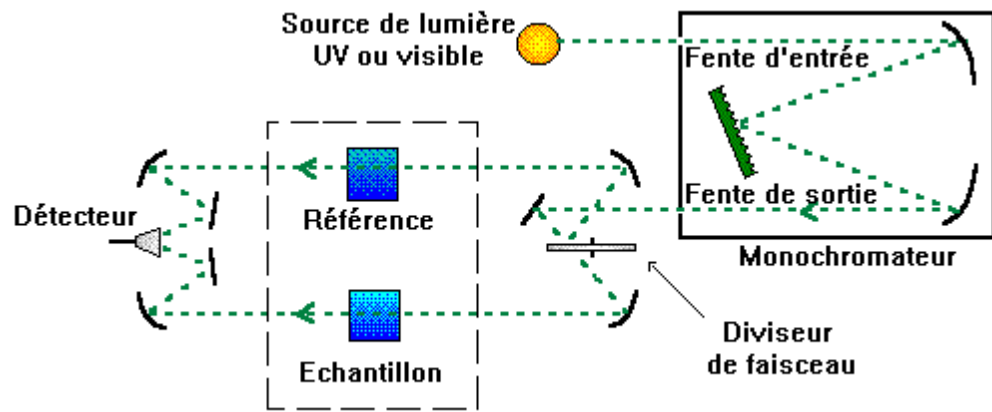 Source de lumière
UV ou visible
Fente d'entrée
Fente de sortie
Monochromateur
Détecteur
Référence
Echantillon
Diviseur
de faisceau